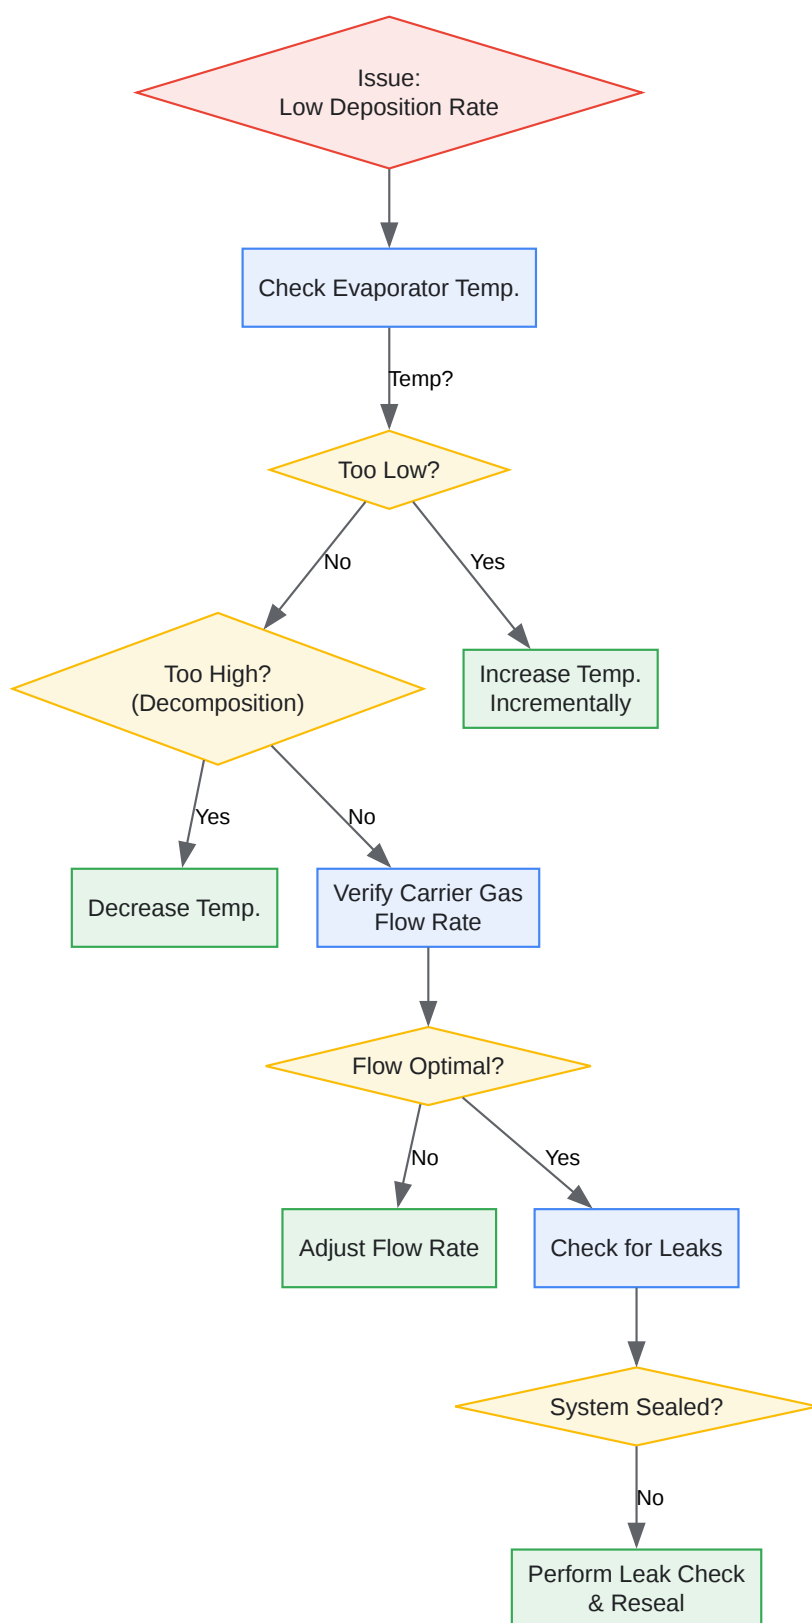 Issue:
Low Deposition Rate
Check Evaporator Temp.
Temp?
Too Low?
No
Yes
Too High?
(Decomposition)
Increase Temp.
Incrementally
Yes
No
Decrease Temp.
Verify Carrier Gas
Flow Rate
Flow Optimal?
No
Yes
Adjust Flow Rate
Check for Leaks
System Sealed?
No
Perform Leak Check
& Reseal